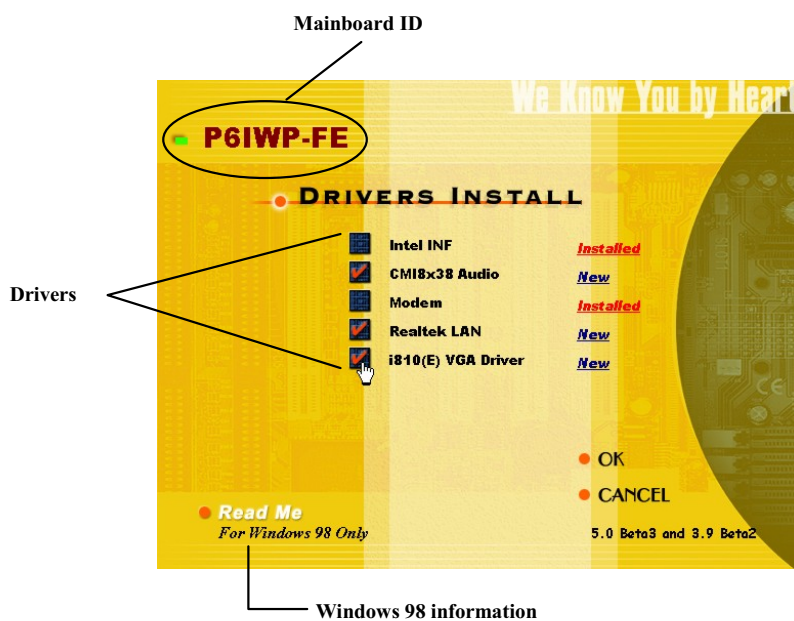 Mainboard ID
We Know You by Heart
P6IWP-FE
DRIVERS INSTALL
Intel INF Installed
CMI8x38 Audio New
Modem Installed
Realtek LAN New
i810(E) VGA Driver New
Drivers
OK
CANCEL
Read Me
For Windows 98 Only
5.0 Beta3 and 3.9 Beta2
Windows 98 information